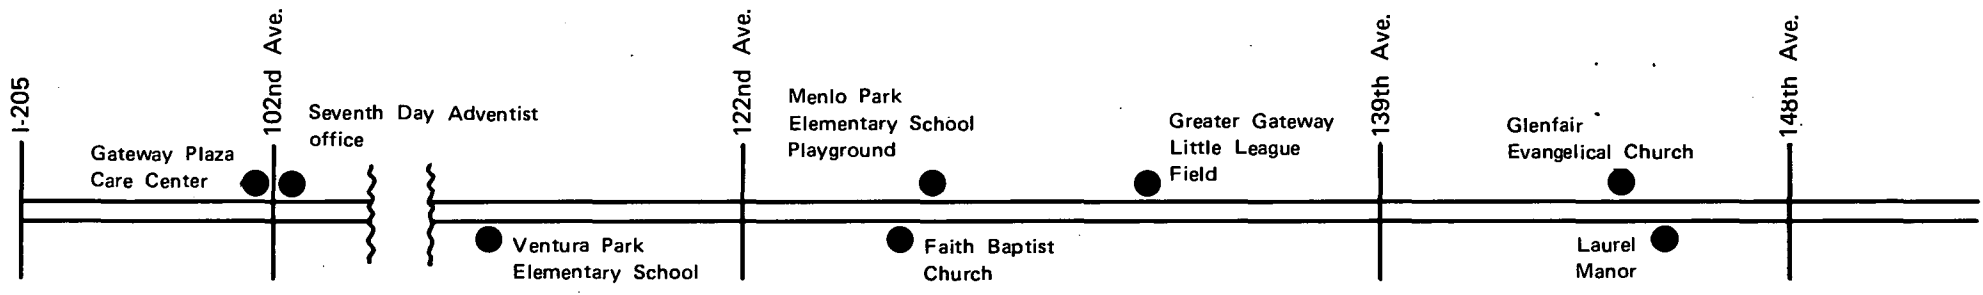 I-205
Gateway Plaza
Care Center
102nd Ave.
Seventh Day Adventist
office
Ventura Park
Elementary School
122nd Ave.
Menlo Park
Elementary School
Playground
Faith Baptist
Church
Greater Gateway
Little League
Field
139th Ave.
Glenfair
Evangelical Church
Laurel
Manor
148th Ave.